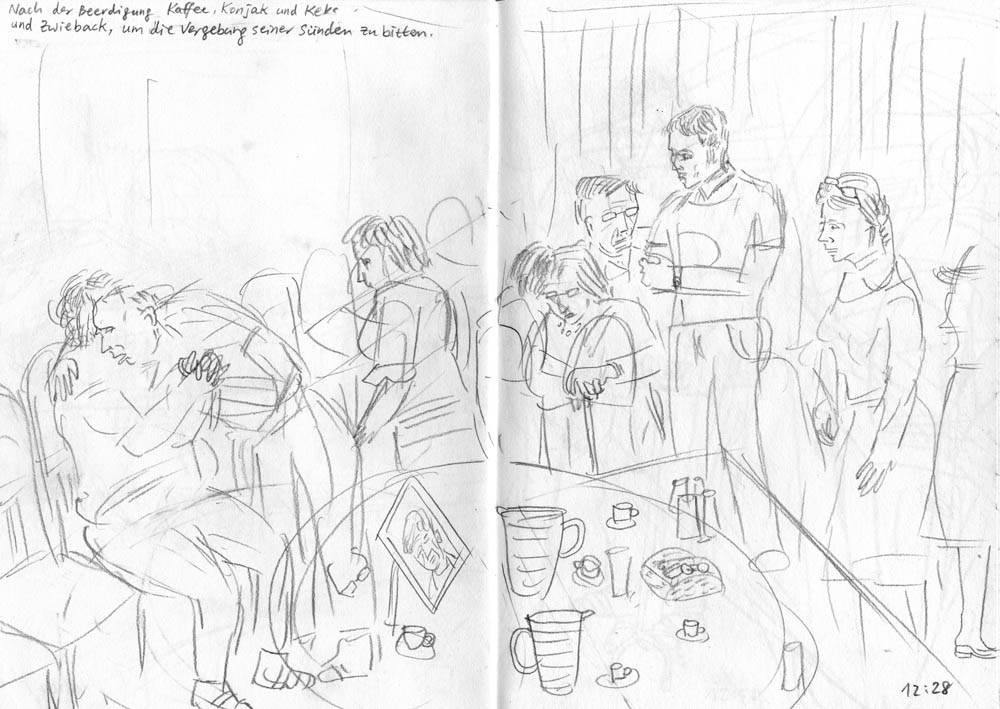 Nach der Beerdigung Kaffee, Konjak und Keke
und Zwieback, um die Vergebung seiner Sünden zu bitten.
12:28